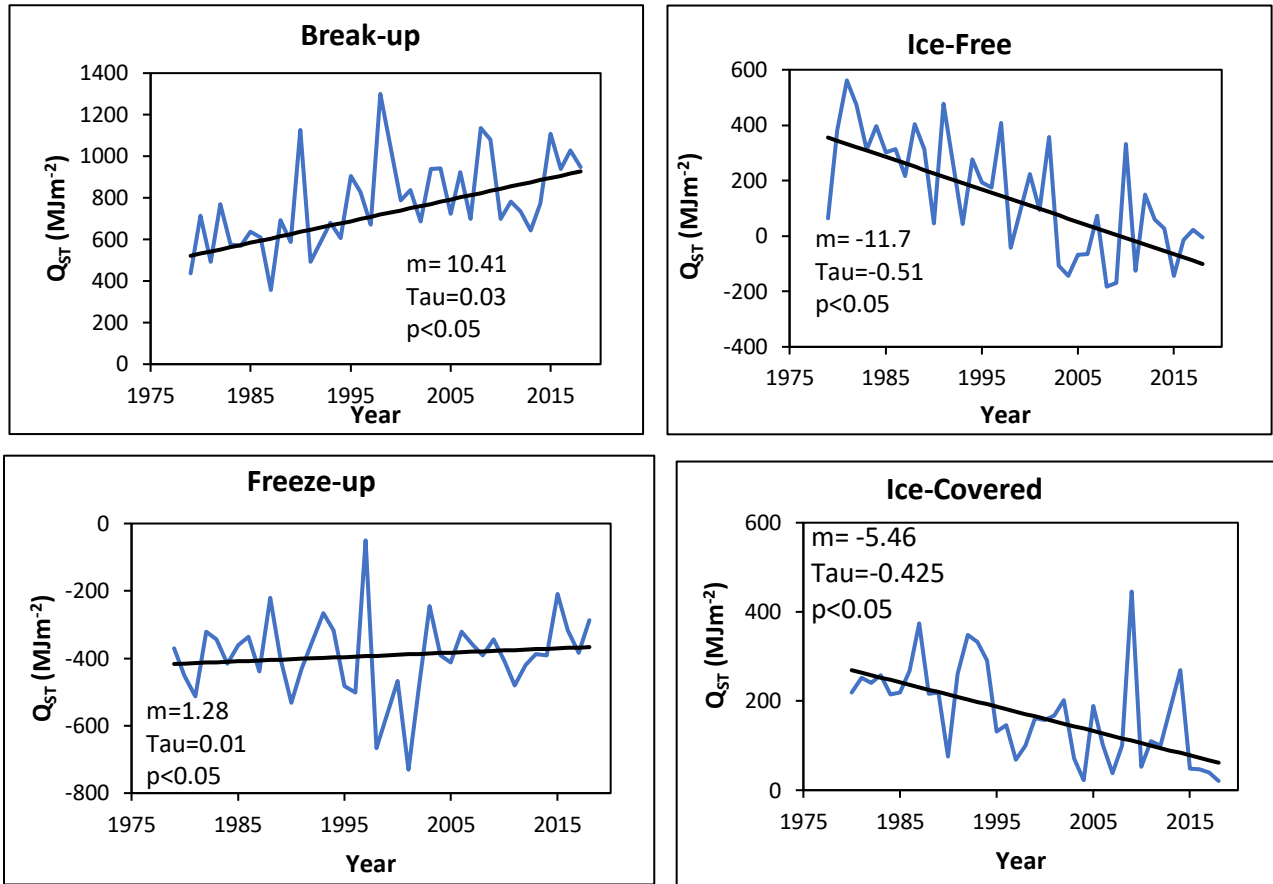 Break-up
1400
1200
1000
800
600
400
200
0
Q_ST (MJm⁻²)
m= 10.41
Tau=0.03
p<0.05
1975 1985 1995 2005 2015
Year
Ice-Free
600
400
200
0
-200
-400
Q_ST (MJm⁻²)
m= -11.7
Tau=-0.51
p<0.05
1975 1985 1995 2005 2015
Year
Freeze-up
0
-200
-400
-600
-800
Q_ST (MJm⁻²)
m=1.28
Tau=0.01
p<0.05
1975 1985 1995 2005 2015
Year
Ice-Covered
600
400
200
0
Q_ST (MJm⁻²)
m= -5.46
Tau=-0.425
p<0.05
1975 1985 1995 2005 2015
Year